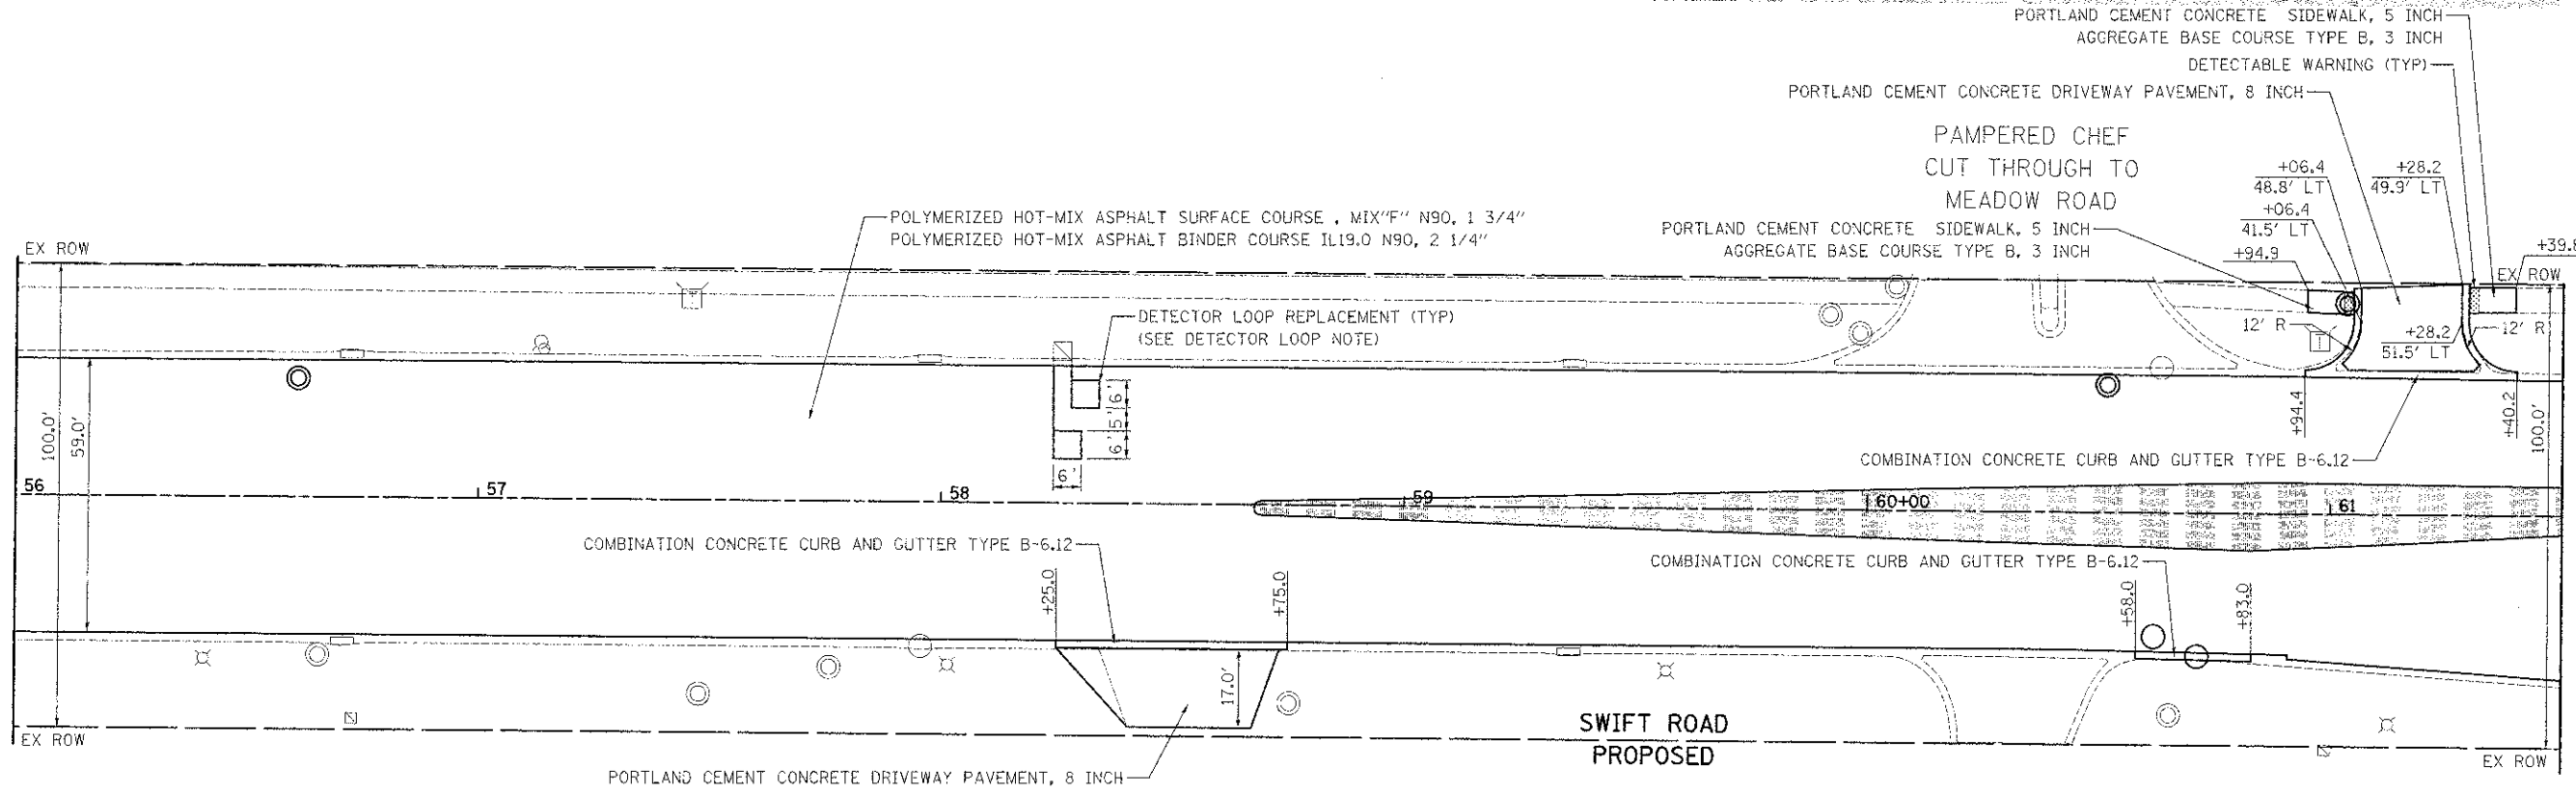 PORTLAND CEMENT CONCRETE SIDEWALK, 5 INCH
AGGREGATE BASE COURSE TYPE B, 3 INCH
DETECTABLE WARNING (TYP)
PORTLAND CEMENT CONCRETE DRIVEWAY PAVEMENT, 8 INCH
PAMPERED CHEF
CUT THROUGH TO
MEADOW ROAD
+06.4
48.8' LT
+28.2
49.9' LT
+06.4
41.5' LT
POLYMERIZED HOT-MIX ASPHALT SURFACE COURSE , MIX"F" N90, 1 3/4"
POLYMERIZED HOT-MIX ASPHALT BINDER COURSE IL19.0 N90, 2 1/4"
PORTLAND CEMENT CONCRETE SIDEWALK, 5 INCH
AGGREGATE BASE COURSE TYPE B, 3 INCH
+94.9
+39.8
EX ROW
EX ROW
DETECTOR LOOP REPLACEMENT (TYP)
(SEE DETECTOR LOOP NOTE)
12' R
+28.2
51.5' LT
12' R
100.0'
59.0'
6'
5'
6'
6'
+94.4
+40.2
100.0'
COMBINATION CONCRETE CURB AND GUTTER TYPE B-6.12
56
57
58
59
60+00
61
COMBINATION CONCRETE CURB AND GUTTER TYPE B-6.12
COMBINATION CONCRETE CURB AND GUTTER TYPE B-6.12
+25.0
+75.0
+58.0
+83.0
17.0'
SWIFT ROAD
PROPOSED
EX ROW
EX ROW
PORTLAND CEMENT CONCRETE DRIVEWAY PAVEMENT, 8 INCH